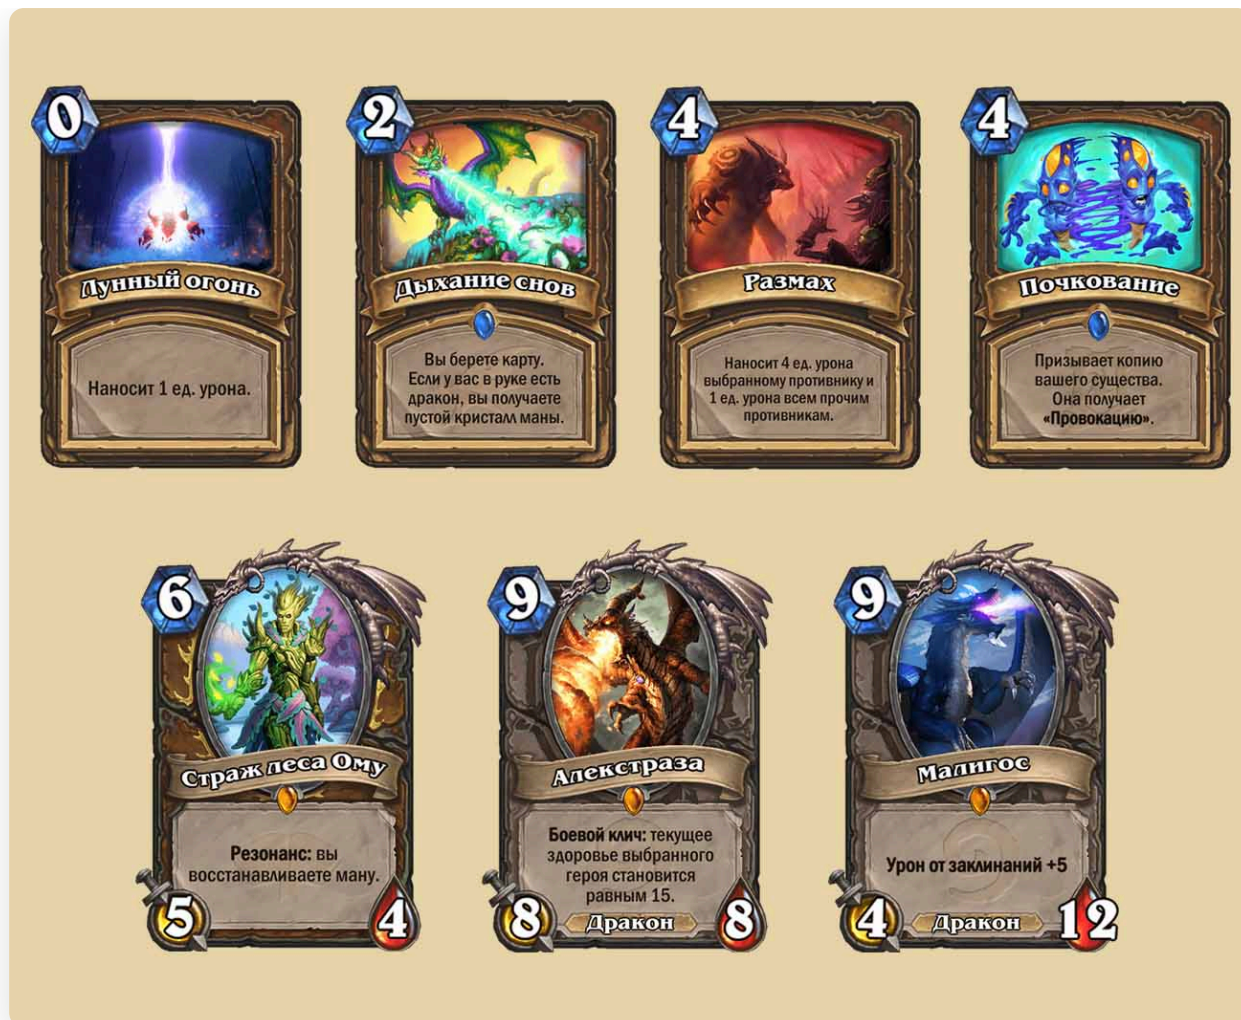 0
Лунный огонь
Наносит 1 ед. урона.
2
Дыхание снов
Вы берете карту.
Если у вас в руке есть
дракон, вы получаете
пустой кристалл маны.
4
Размах
Наносит 4 ед. урона
выбранному противнику и
1 ед. урона всем прочим
противникам.
4
Почкование
Призывает копию
вашего существа.
Она получает
«Провокацию».
6
Страж леса Ому
Резонанс: вы
восстанавливаете ману.
5
4
9
Алекстраза
Боевой клич: текущее
здоровье выбранного
героя становится
равным 15.
8
Дракон
8
9
Малигос
Урон от заклинаний +5
4
Дракон
12